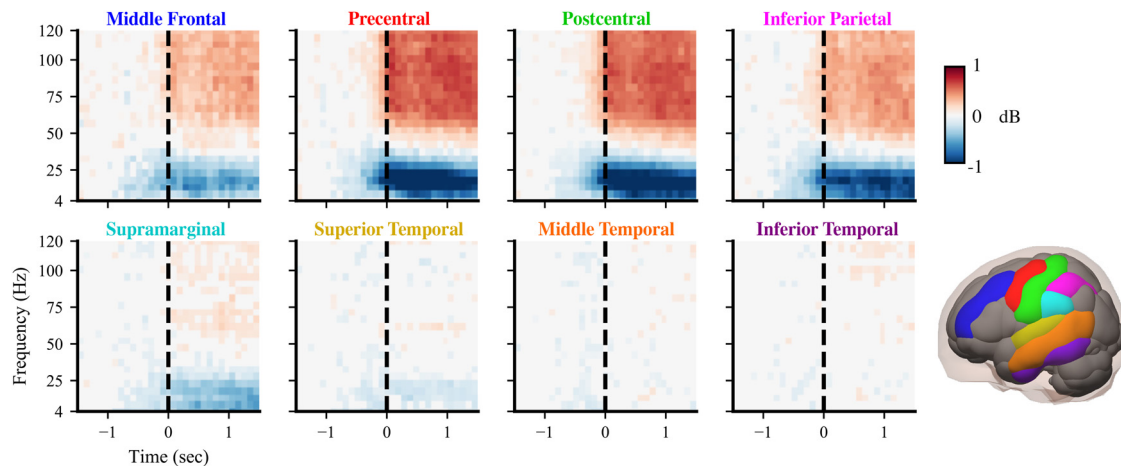 Middle Frontal Precentral Postcentral Inferior Parietal
120
100
75
50
25
4
1
0 dB
-1
Supramarginal Superior Temporal Middle Temporal Inferior Temporal
120
100
75
50
25
4
Frequency (Hz)
−1 0 1 −1 0 1 −1 0 1 −1 0 1
Time (sec)